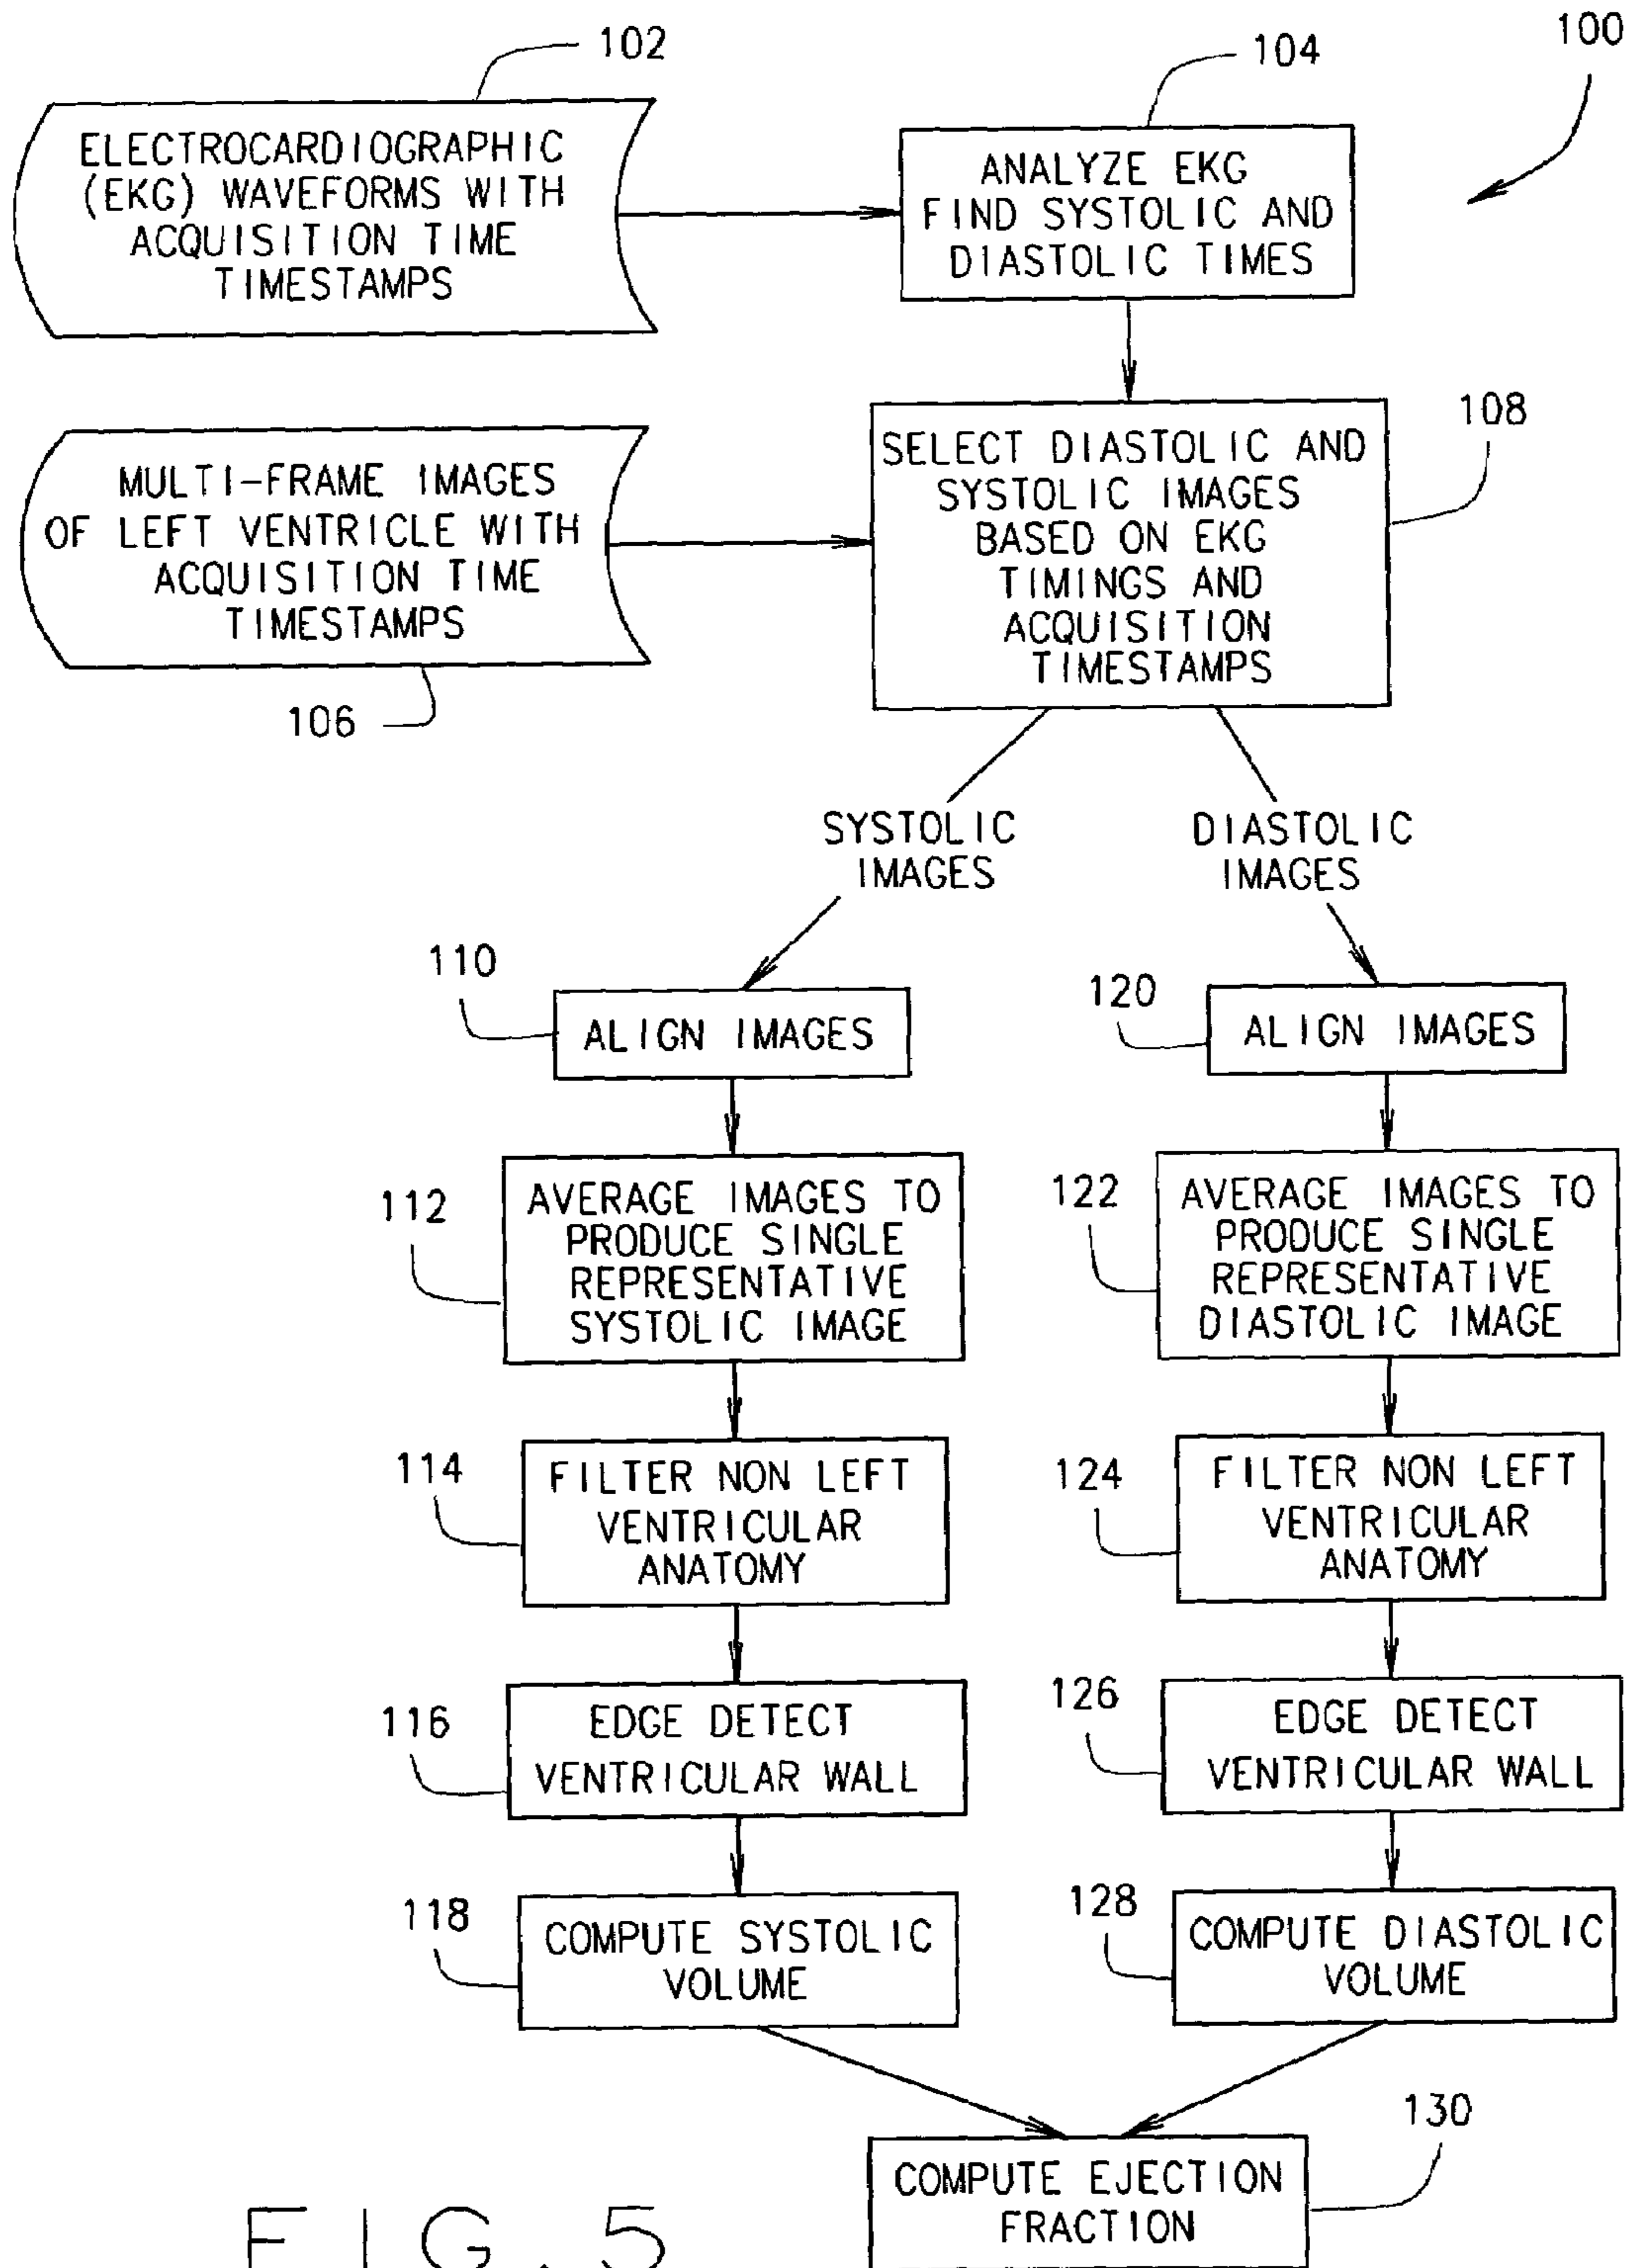 100
102
ELECTROCARDIOGRAPHIC
(EKG) WAVEFORMS WITH
ACQUISITION TIME
TIMESTAMPS
104
ANALYZE EKG
FIND SYSTOLIC AND
DIASTOLIC TIMES
MULTI-FRAME IMAGES
OF LEFT VENTRICLE WITH
ACQUISITION TIME
TIMESTAMPS
106
108
SELECT DIASTOLIC AND
SYSTOLIC IMAGES
BASED ON EKG
TIMINGS AND
ACQUISITION
TIMESTAMPS
SYSTOLIC
IMAGES
DIASTOLIC
IMAGES
110
ALIGN IMAGES
120
ALIGN IMAGES
112
AVERAGE IMAGES TO
PRODUCE SINGLE
REPRESENTATIVE
SYSTOLIC IMAGE
122
AVERAGE IMAGES TO
PRODUCE SINGLE
REPRESENTATIVE
DIASTOLIC IMAGE
114
FILTER NON LEFT
VENTRICULAR
ANATOMY
124
FILTER NON LEFT
VENTRICULAR
ANATOMY
116
EDGE DETECT
VENTRICULAR WALL
126
EDGE DETECT
VENTRICULAR WALL
118
COMPUTE SYSTOLIC
VOLUME
128
COMPUTE DIASTOLIC
VOLUME
130
COMPUTE EJECTION
FRACTION
FIG. 5